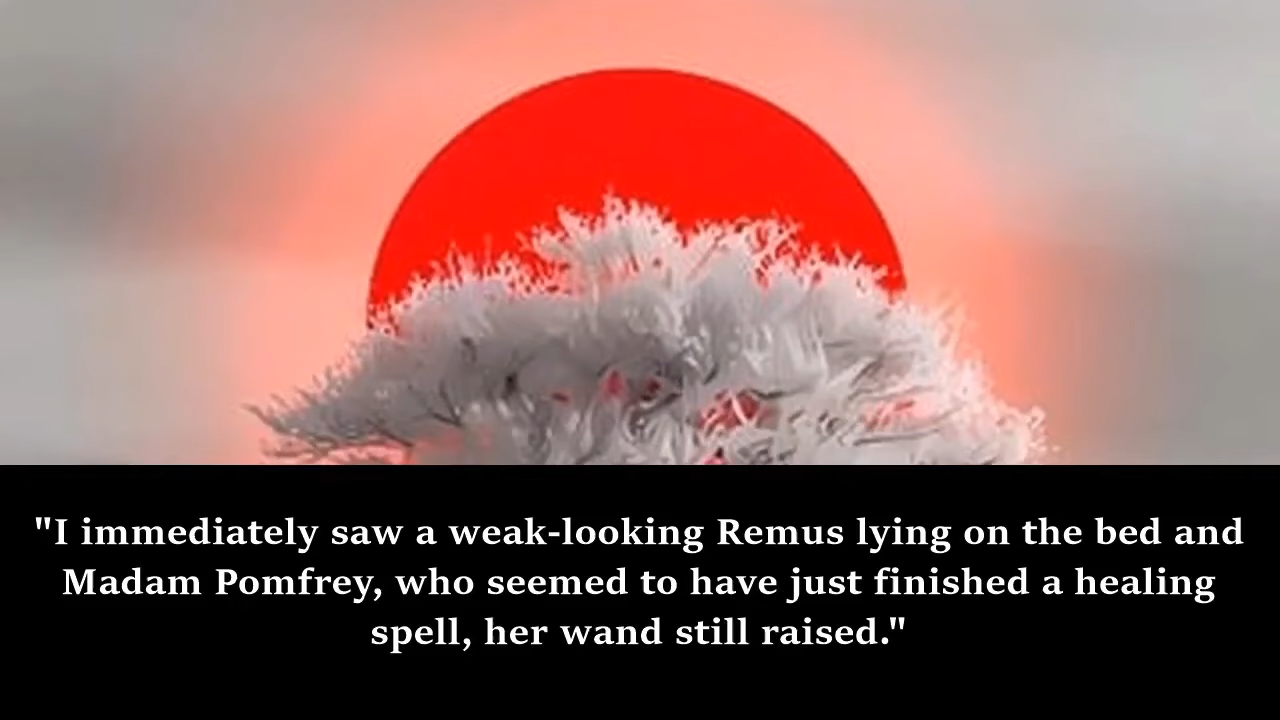 "I immediately saw a weak-looking Remus lying on the bed and
Madam Pomfrey, who seemed to have just finished a healing
spell, her wand still raised."